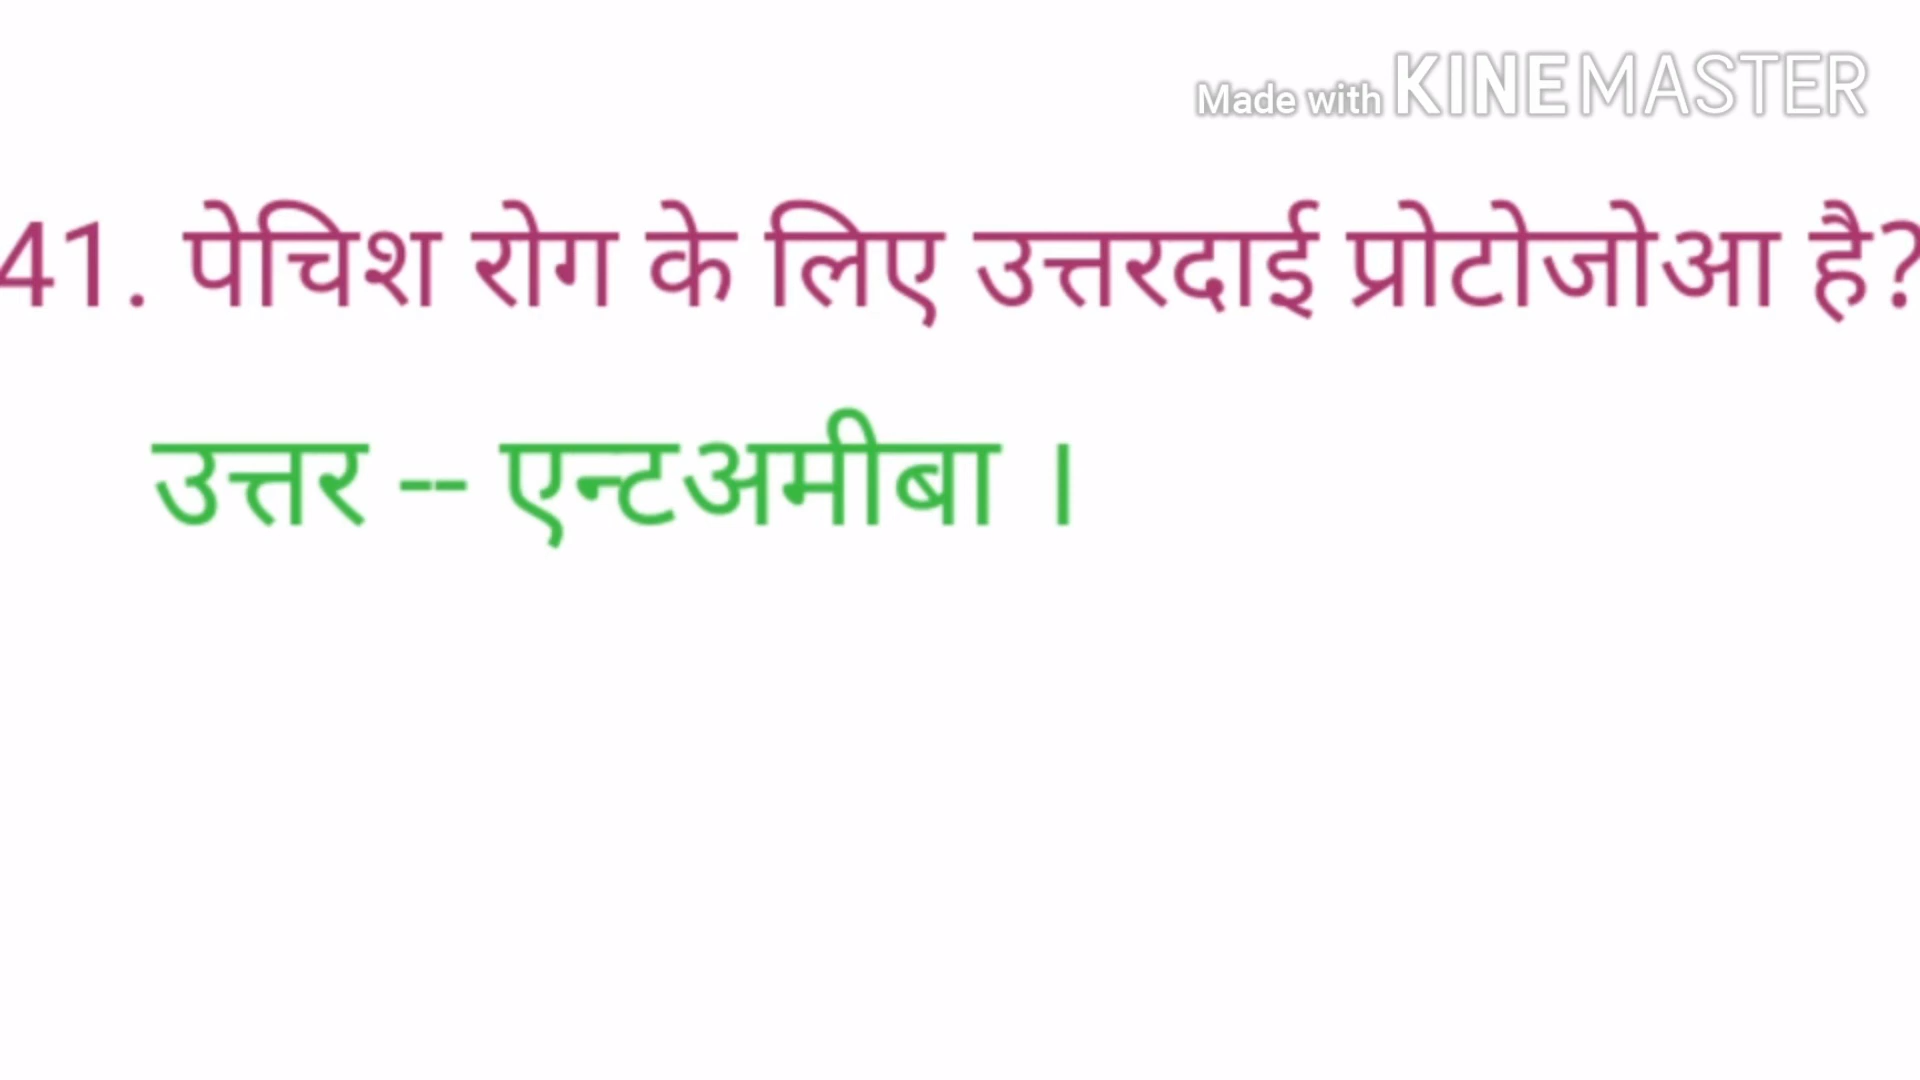 Made with KINEMASTER
41. पेचिश रोग के लिए उत्तरदाई प्रोटोजोआ है?
उत्तर -- एन्टअमीबा ।